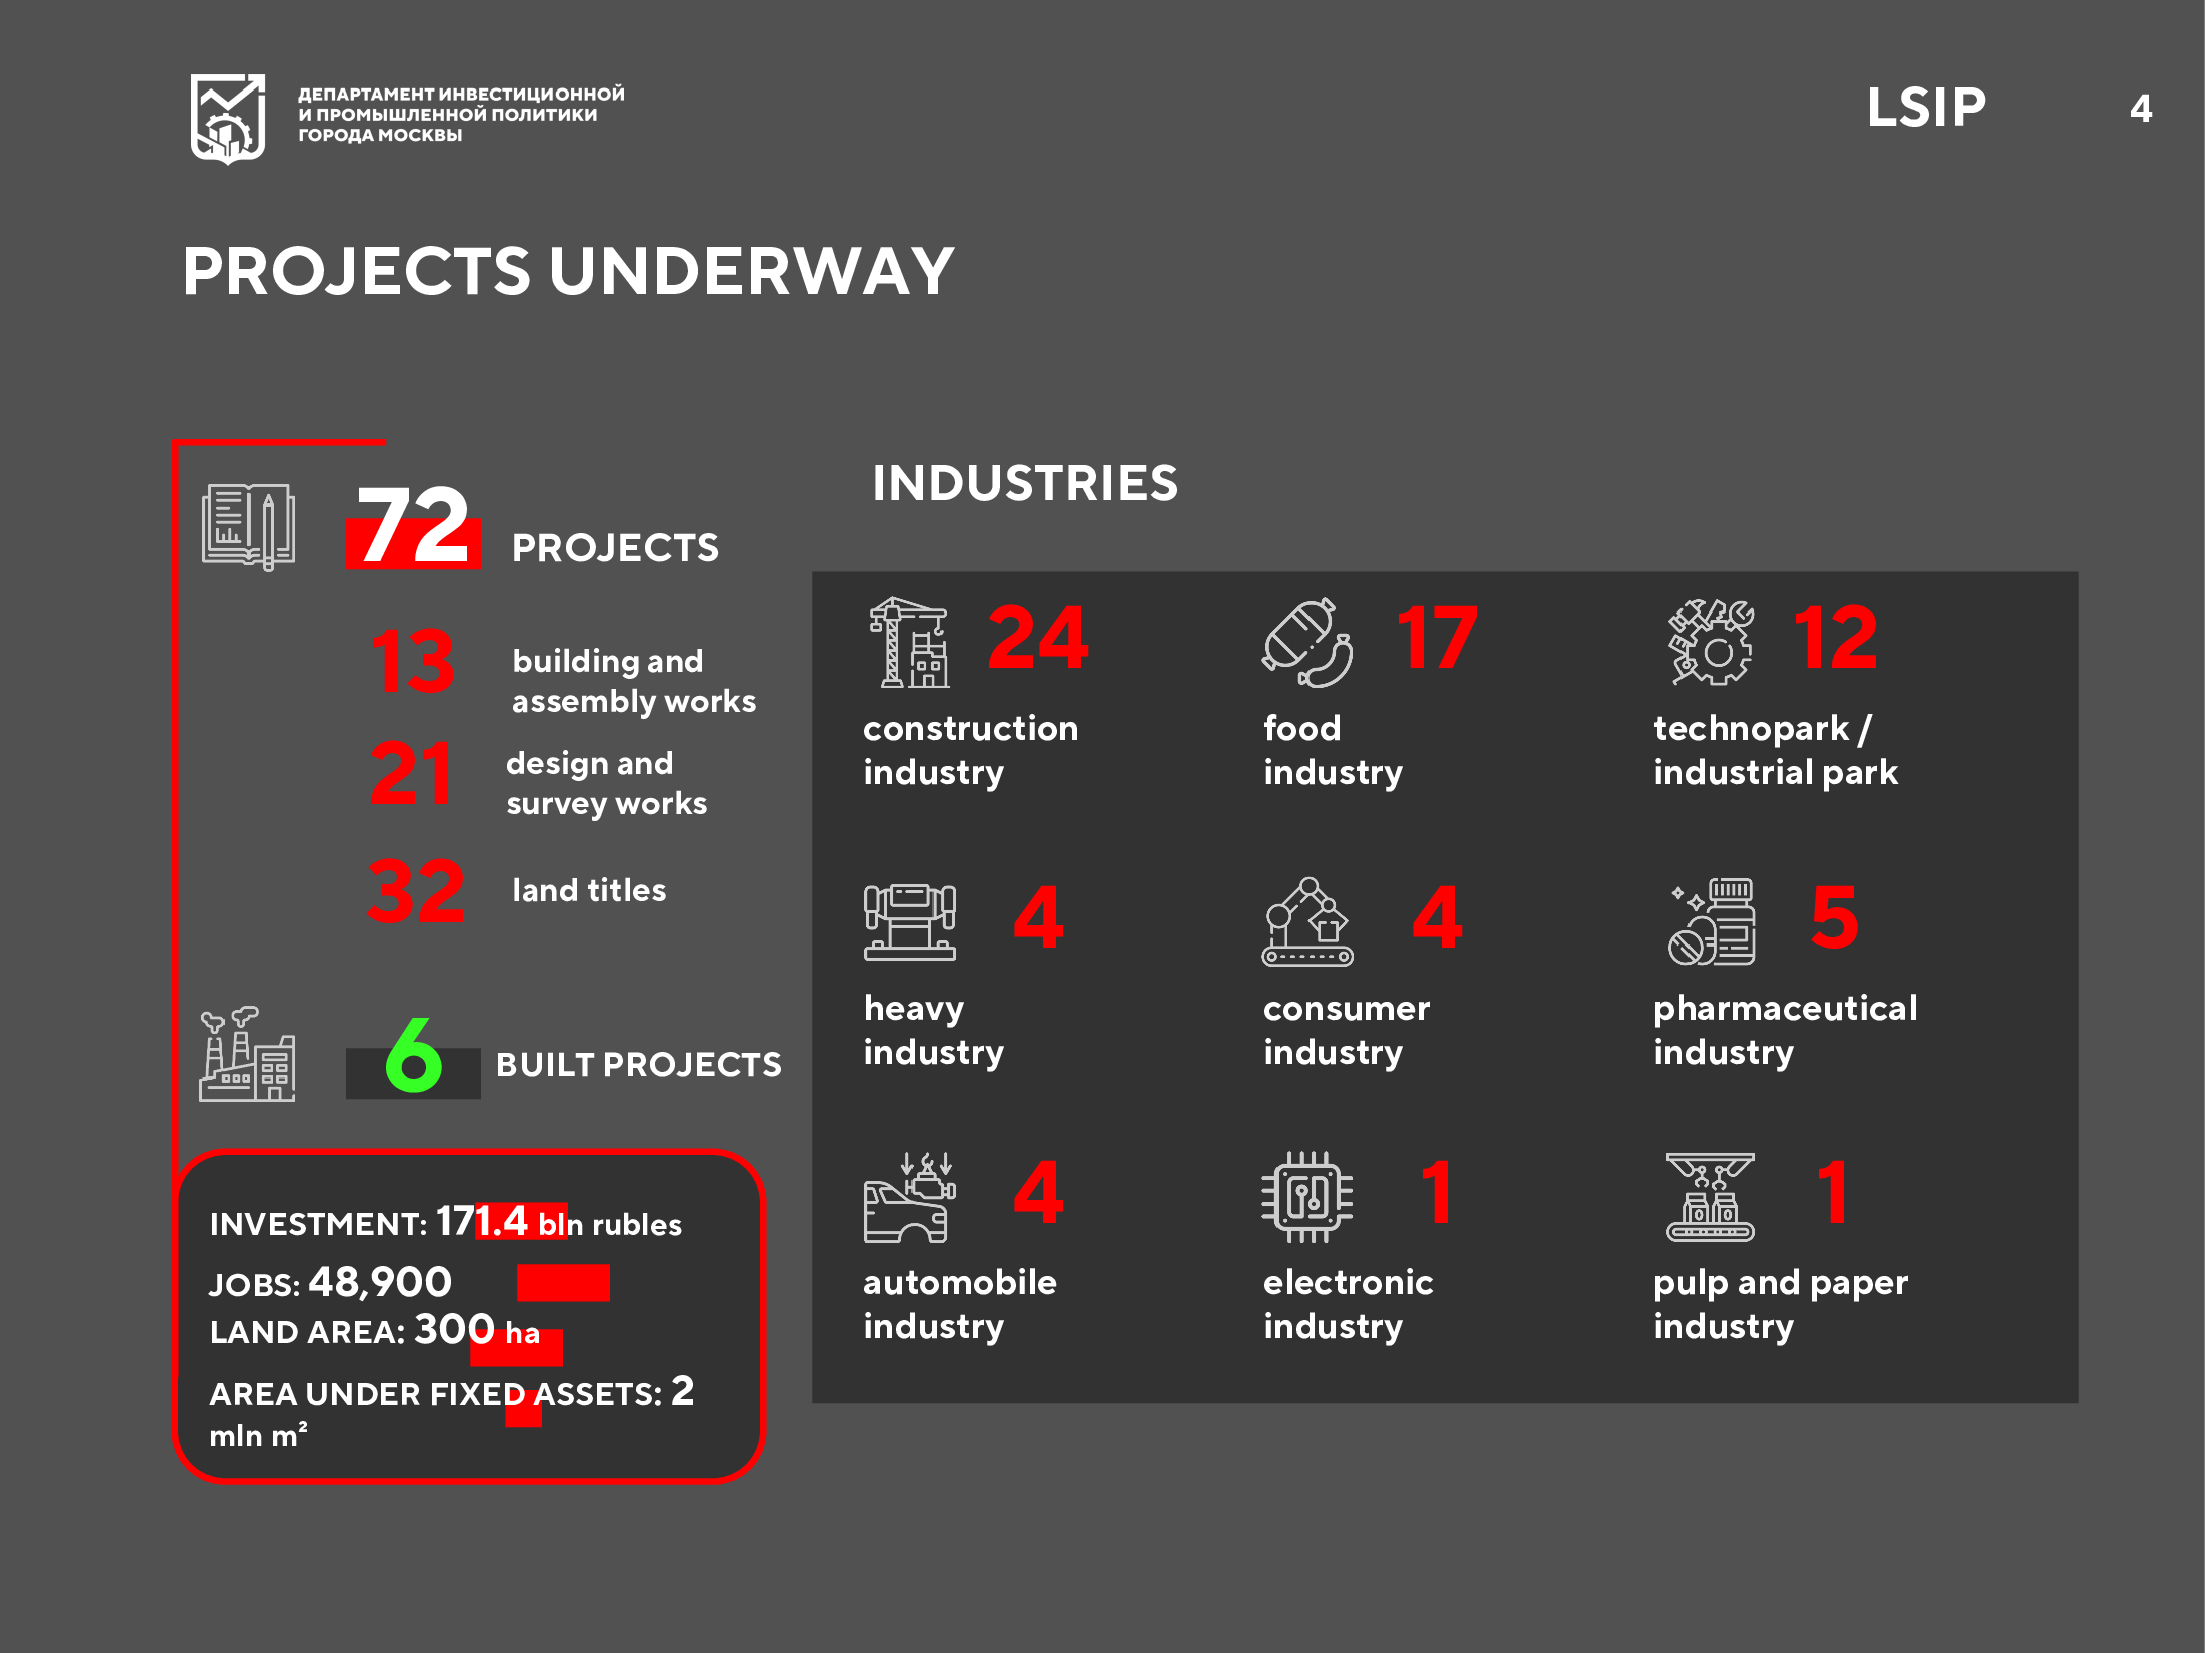 ДЕПАРТАМЕНТ ИНВЕСТИЦИОННОЙ
И ПРОМЫШЛЕННОЙ ПОЛИТИКИ
ГОРОДА МОСКВЫ
LSIP
4
PROJECTS UNDERWAY
72 PROJECTS
13 building and
assembly works
21 design and
survey works
32 land titles
6 BUILT PROJECTS
INVESTMENT: 171.4 bln rubles
JOBS: 48,900
LAND AREA: 300 ha
AREA UNDER FIXED ASSETS: 2
mln m²
INDUSTRIES
24
construction
industry
17
food
industry
12
technopark /
industrial park
4
heavy
industry
4
consumer
industry
5
pharmaceutical
industry
4
automobile
industry
1
electronic
industry
1
pulp and paper
industry